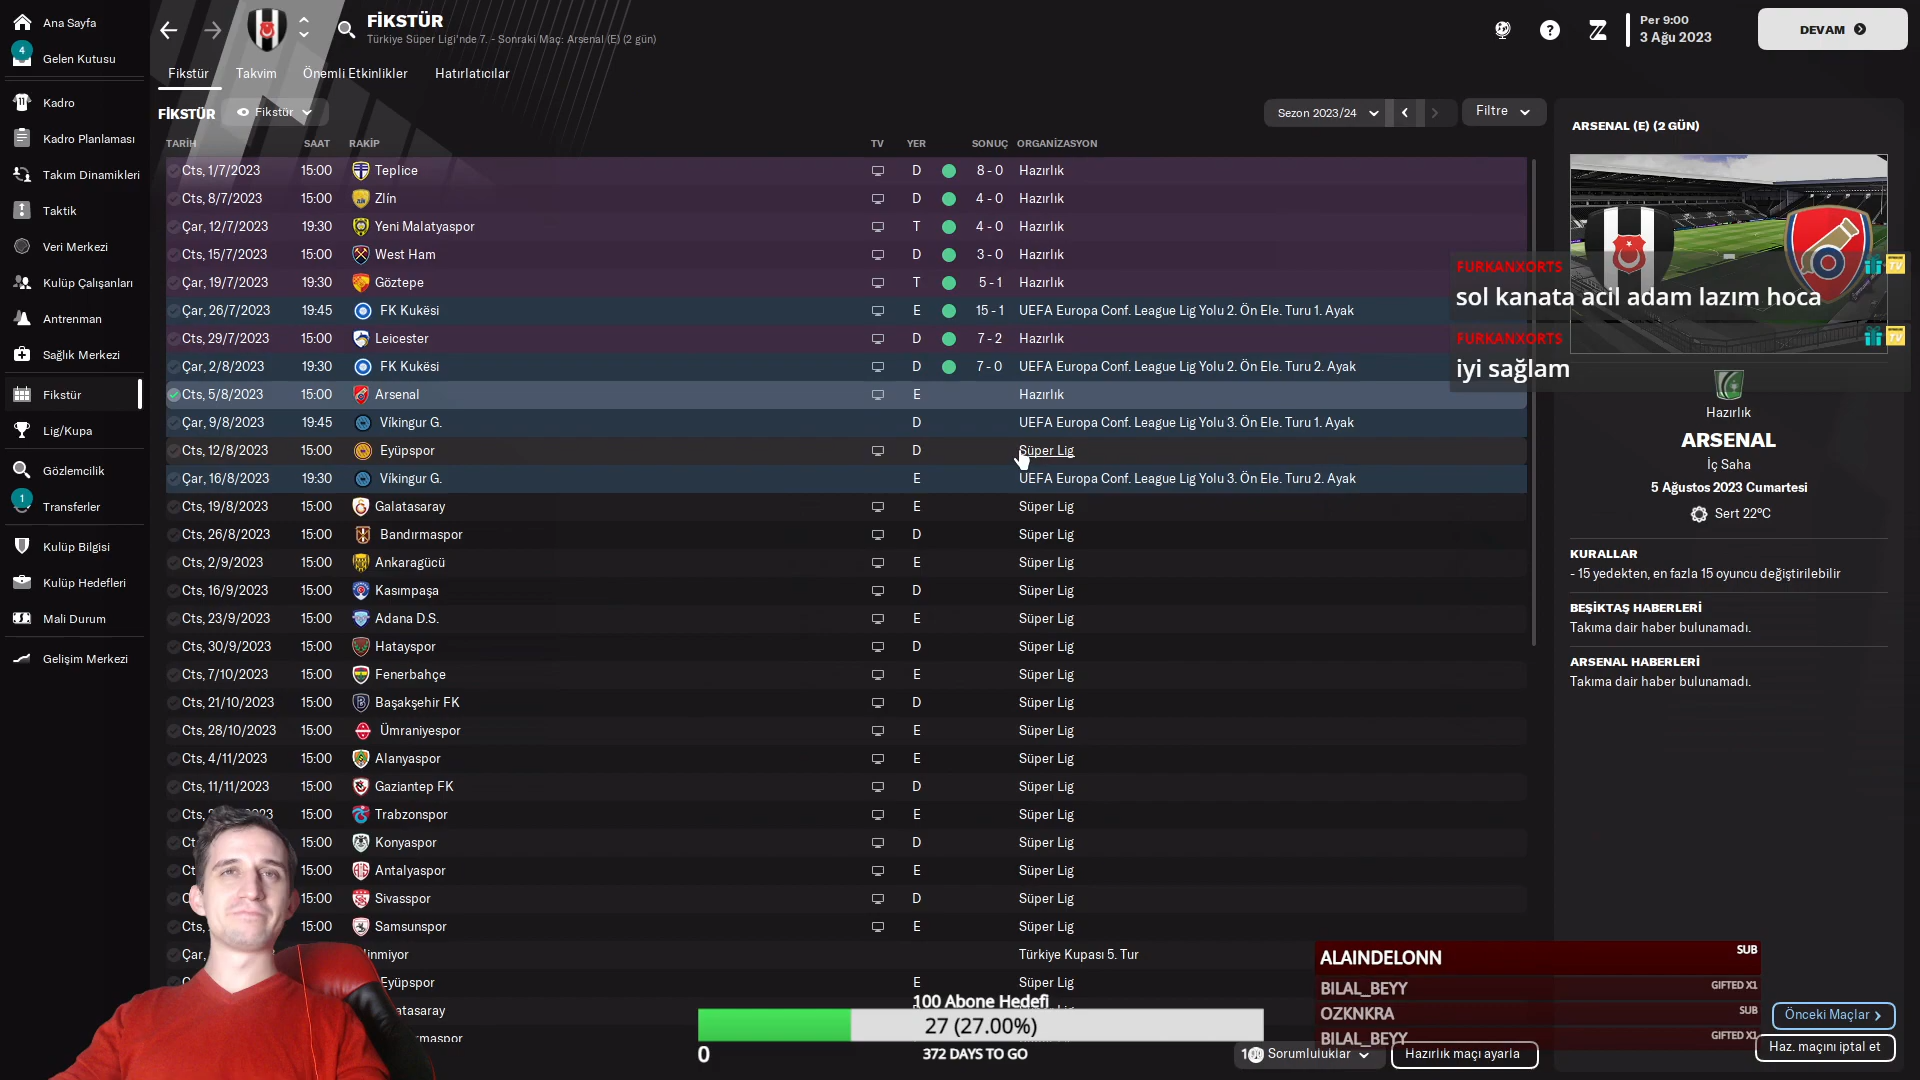 Ana Sayfa
4
Gelen Kutusu
Kadro
Kadro Planlaması
Takım Dinamikleri
Taktik
Veri Merkezi
Kulüp Çalışanları
Antrenman
Sağlık Merkezi
Fikstür
Lig/Kupa
Gözlemcilik
1
Transferler
Kulüp Bilgisi
Kulüp Hedefleri
Mali Durum
Gelişim Merkezi
FİKSTÜR
Türkiye Süper Ligi'nde 7. - Sonraki Maç: Arsenal (E) (2 gün)
Per 9:00
3 Ağu 2023
DEVAM
Fikstür Takvim Önemli Etkinlikler Hatırlatıcılar
FİKSTÜR Fikstür Sezon 2023/24 Filtre
TARİH SAAT RAKİP TV YER SONUÇ ORGANİZASYON
Cts, 1/7/2023 15:00 Teplice D 8 - 0 Hazırlık
Cts, 8/7/2023 15:00 Zlín D 4 - 0 Hazırlık
Çar, 12/7/2023 19:30 Yeni Malatyaspor T 4 - 0 Hazırlık
Cts, 15/7/2023 15:00 West Ham D 3 - 0 Hazırlık
Çar, 19/7/2023 19:30 Göztepe T 5 - 1 Hazırlık
Çar, 26/7/2023 19:45 FK Kukësi E 15 - 1 UEFA Europa Conf. League Lig Yolu 2. Ön Ele. Turu 1. Ayak
Cts, 29/7/2023 15:00 Leicester D 7 - 2 Hazırlık
Çar, 2/8/2023 19:30 FK Kukësi D 7 - 0 UEFA Europa Conf. League Lig Yolu 2. Ön Ele. Turu 2. Ayak
Cts, 5/8/2023 15:00 Arsenal E Hazırlık
Çar, 9/8/2023 19:45 Víkingur G. D UEFA Europa Conf. League Lig Yolu 3. Ön Ele. Turu 1. Ayak
Cts, 12/8/2023 15:00 Eyüpspor D Süper Lig
Çar, 16/8/2023 19:30 Víkingur G. E UEFA Europa Conf. League Lig Yolu 3. Ön Ele. Turu 2. Ayak
Cts, 19/8/2023 15:00 Galatasaray E Süper Lig
Cts, 26/8/2023 15:00 Bandırmaspor D Süper Lig
Cts, 2/9/2023 15:00 Ankaragücü E Süper Lig
Cts, 16/9/2023 15:00 Kasımpaşa D Süper Lig
Cts, 23/9/2023 15:00 Adana D.S. E Süper Lig
Cts, 30/9/2023 15:00 Hatayspor D Süper Lig
Cts, 7/10/2023 15:00 Fenerbahçe E Süper Lig
Cts, 21/10/2023 15:00 Başakşehir FK D Süper Lig
Cts, 28/10/2023 15:00 Ümraniyespor E Süper Lig
Cts, 4/11/2023 15:00 Alanyaspor E Süper Lig
Cts, 11/11/2023 15:00 Gaziantep FK D Süper Lig
Cts, 15:00 Trabzonspor E Süper Lig
15:00 Konyaspor D Süper Lig
15:00 Antalyaspor E Süper Lig
15:00 Sivasspor D Süper Lig
15:00 Samsunspor E Süper Lig
Çar, Türkiye Kupası 5. Tur
Eyüpspor E Süper Lig
ARSENAL (E) (2 GÜN)
FURKANXORTS
sol kanata acil adam lazım hoca
FURKANXORTS
iyi sağlam
Hazırlık
ARSENAL
İç Saha
5 Ağustos 2023 Cumartesi
Sert 22°C
KURALLAR
- 15 yedekten, en fazla 15 oyuncu değiştirilebilir
BEŞİKTAŞ HABERLERİ
Takıma dair haber bulunamadı.
ARSENAL HABERLERİ
Takıma dair haber bulunamadı.
100 Abone Hedefi
27 (27.00%)
0 372 DAYS TO GO 100
Sorumluluklar
Hazırlık maçı ayarla
ALAINDELONN SUB
BILAL_BEYY GIFTED X1
OZKNKRA SUB
BILAL_BEYY GIFTED X1
Önceki Maçlar
Haz. maçını iptal et